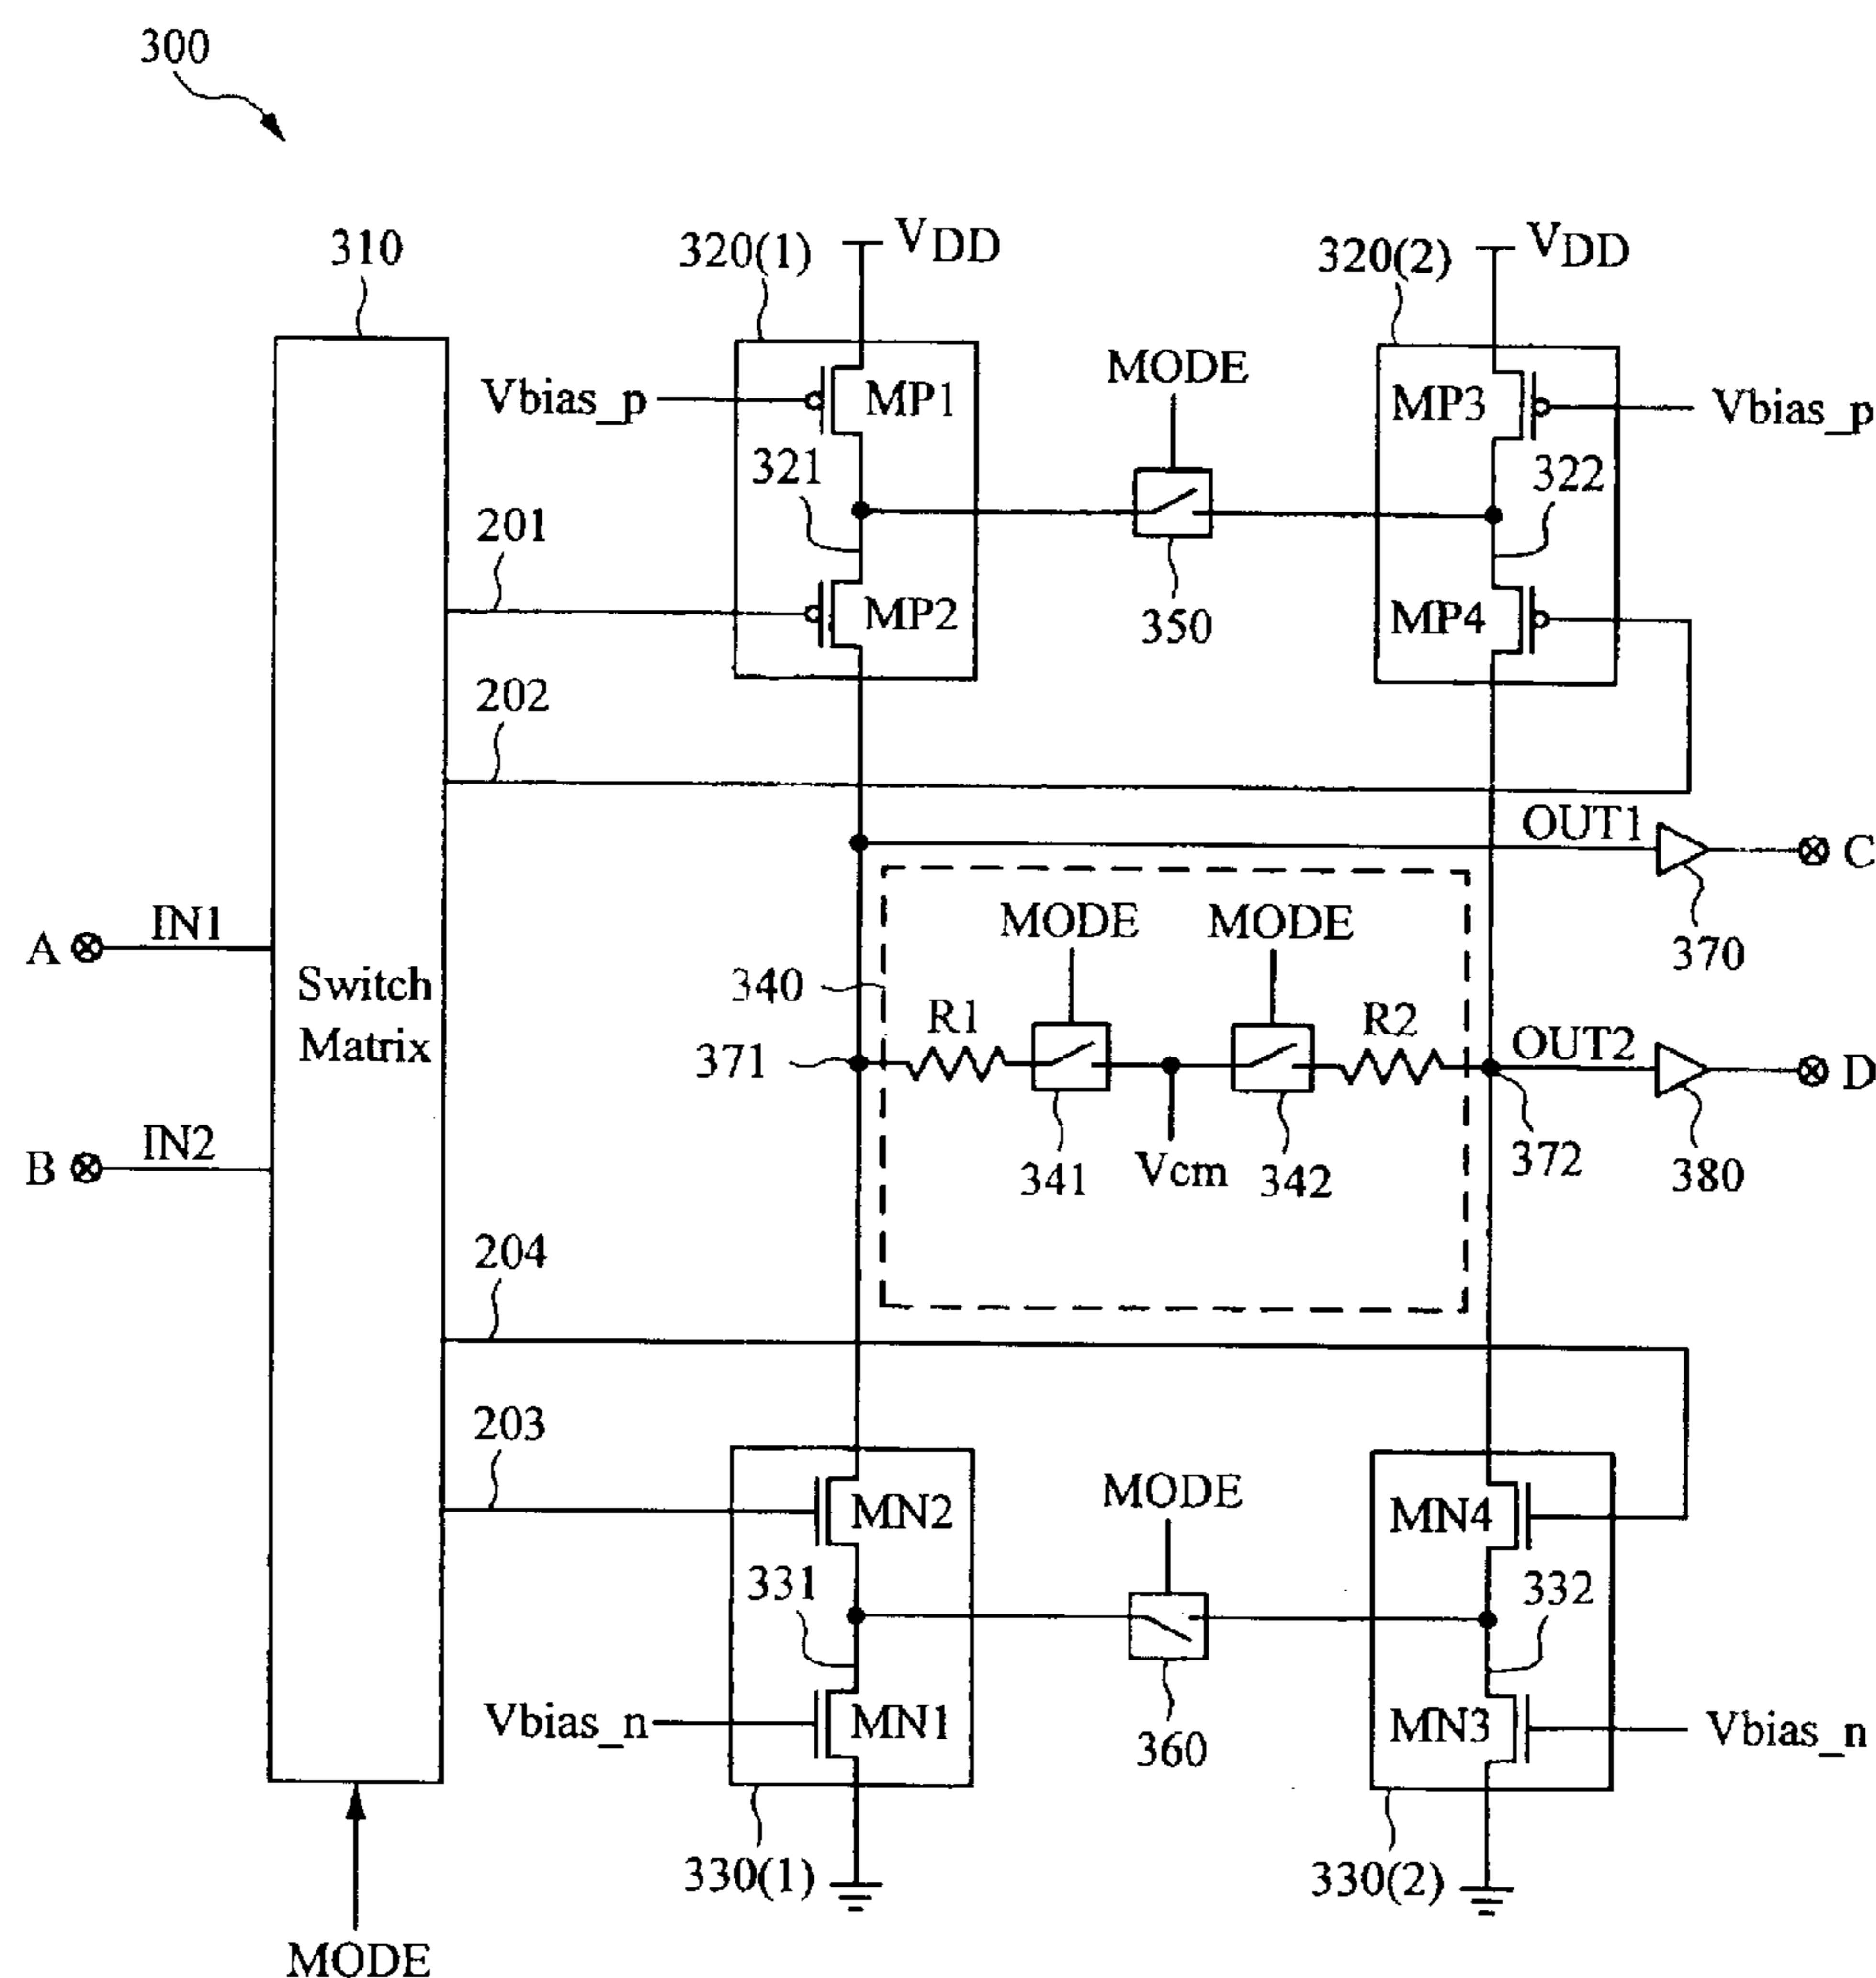 300
310
320(1)
VDD
320(2)
VDD
Vbias_p
MP1
MODE
MP3
Vbias_p
321
322
201
MP2
350
MP4
202
OUT1
C
370
A
IN1
Switch
Matrix
340
MODE
MODE
371
R1
R2
OUT2
D
341
Vcm
342
372
380
B
IN2
204
203
MN2
MODE
MN4
331
332
Vbias_n
MN1
360
MN3
Vbias_n
330(1)
330(2)
MODE